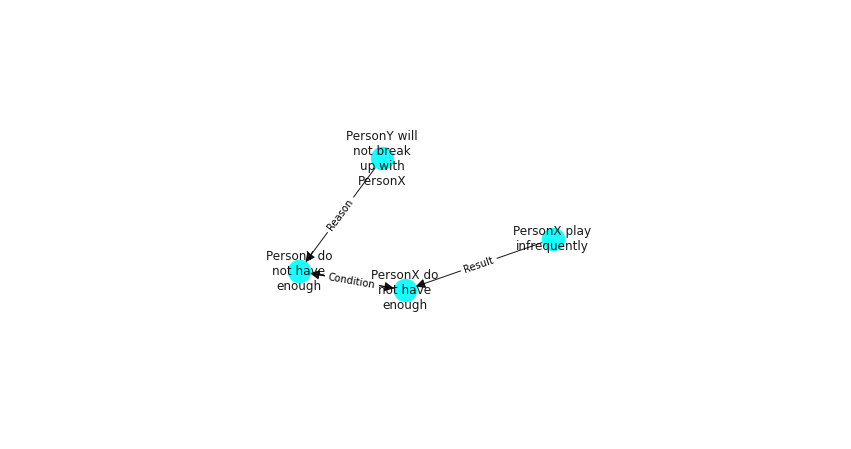 PersonY will
not break
up with
PersonX
Reason
PersonX play
infrequently
Result
PersonY do
not have
enough
Condition
PersonX do
not have
enough